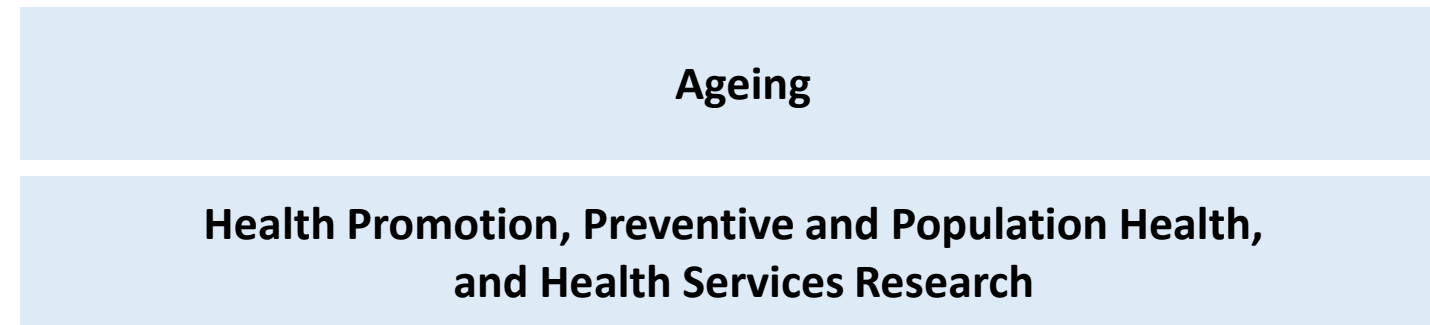 Ageing
Health Promotion, Preventive and Population Health,
and Health Services Research